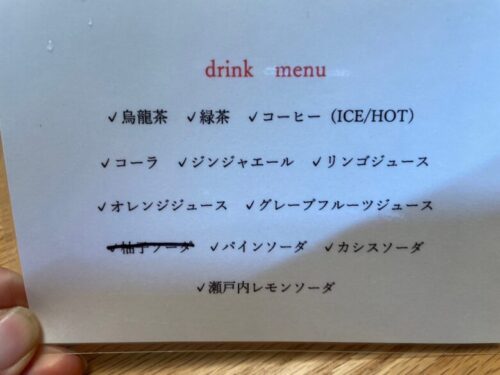 drink menu
✓烏龍茶 ✓緑茶 ✓コーヒー（ICE/HOT）
✓コーラ ✓ジンジャエール ✓リンゴジュース
✓オレンジジュース ✓グレープフルーツジュース
✓柚子ソーダ ✓パインソーダ ✓カシスソーダ
✓瀬戸内レモンソーダ